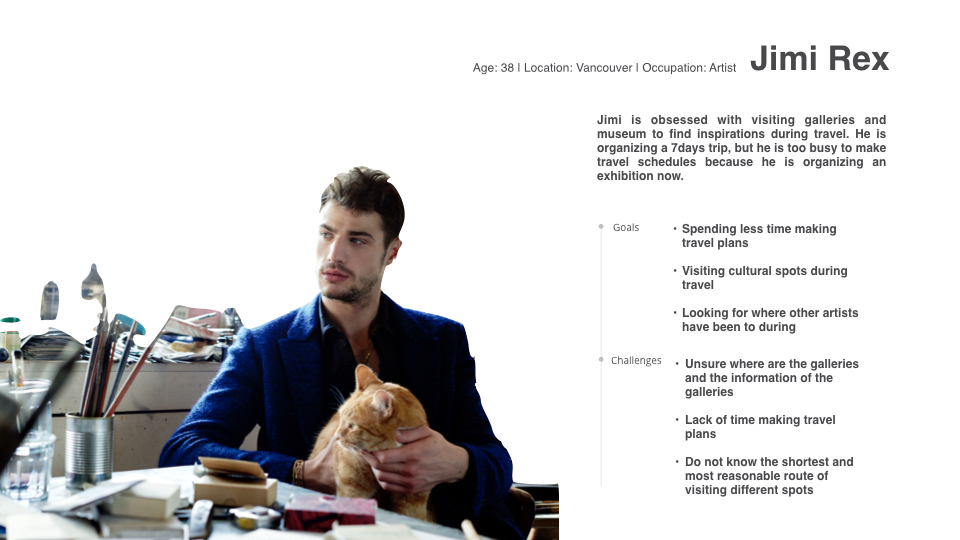 Age: 38 | Location: Vancouver | Occupation: Artist Jimi Rex
Jimi is obsessed with visiting galleries and
museum to find inspirations during travel. He is
organizing a 7days trip, but he is too busy to make
travel schedules because he is organizing an
exhibition now.
Goals
• Spending less time making
travel plans
• Visiting cultural spots during
travel
• Looking for where other artists
have been to during
Challenges
• Unsure where are the galleries
and the information of the
galleries
• Lack of time making travel
plans
• Do not know the shortest and
most reasonable route of
visiting different spots